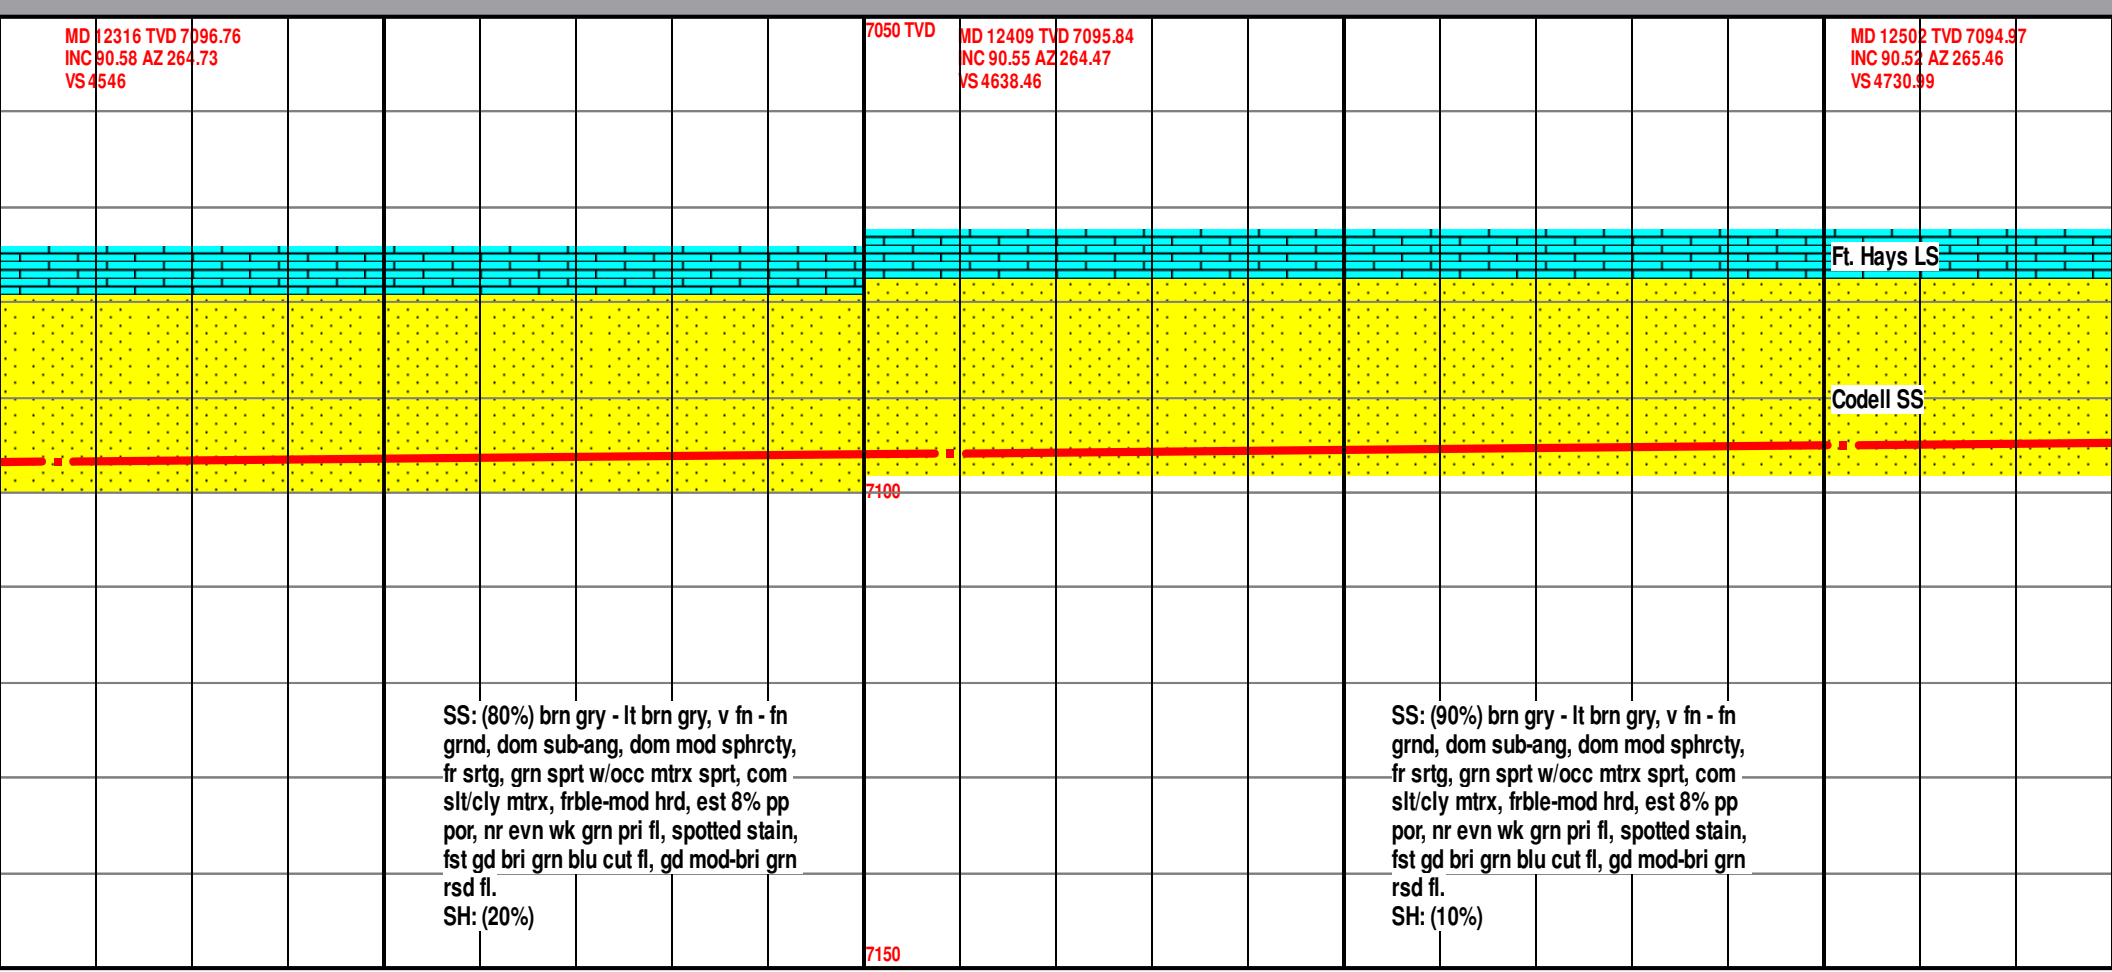 MD 12316 TVD 7096.76
INC 90.58 AZ 264.73
VS 4546
7050 TVD
MD 12409 TVD 7095.84
INC 90.55 AZ 264.47
VS 4638.46
MD 12502 TVD 7094.97
INC 90.52 AZ 265.46
VS 4730.99
Ft. Hays LS
Codell SS
7100
SS: (80%) brn gry - lt brn gry, v fn - fn
grnd, dom sub-ang, dom mod sphrcty,
fr srtg, grn sprt w/occ mtrx sprt, com
slt/cly mtrx, frble-mod hrd, est 8% pp
por, nr evn wk grn pri fl, spotted stain,
fst gd bri grn blu cut fl, gd mod-bri grn
rsd fl.
SH: (20%)
SS: (90%) brn gry - lt brn gry, v fn - fn
grnd, dom sub-ang, dom mod sphrcty,
fr srtg, grn sprt w/occ mtrx sprt, com
slt/cly mtrx, frble-mod hrd, est 8% pp
por, nr evn wk grn pri fl, spotted stain,
fst gd bri grn blu cut fl, gd mod-bri grn
rsd fl.
SH: (10%)
7150